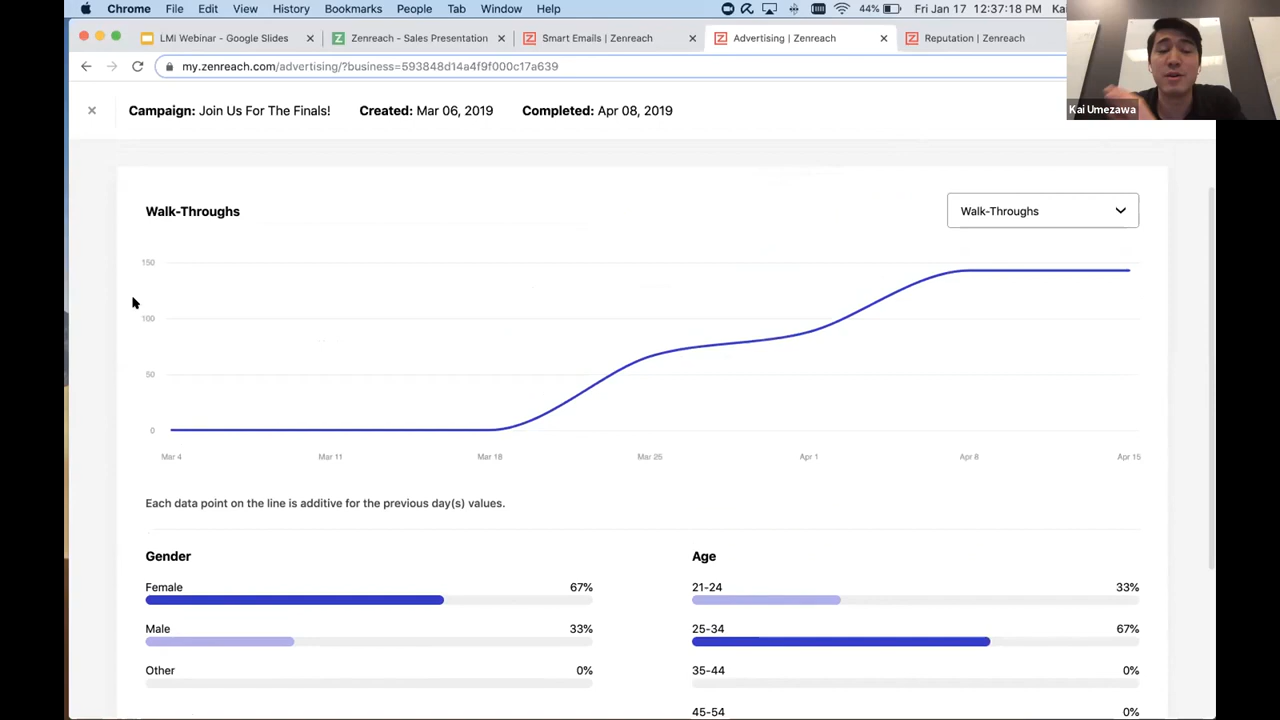 Chrome File Edit View History Bookmarks People Tab Window Help 44% Fri Jan 17 12:37:18 PM Kai
LMI Webinar - Google Slides Zenreach - Sales Presentation Smart Emails | Zenreach Advertising | Zenreach Reputation | Zenreach
my.zenreach.com/advertising/?business=593848d14a4f9f000c17a639
Kai Umezawa
Campaign: Join Us For The Finals! Created: Mar 06, 2019 Completed: Apr 08, 2019
Walk-Throughs Walk-Throughs
150
100
50
0
Mar 4 Mar 11 Mar 18 Mar 25 Apr 1 Apr 8 Apr 15
Each data point on the line is additive for the previous day(s) values.
Gender Age
Female 67% 21-24 33%
Male 33% 25-34 67%
Other 0% 35-44 0%
45-54 0%